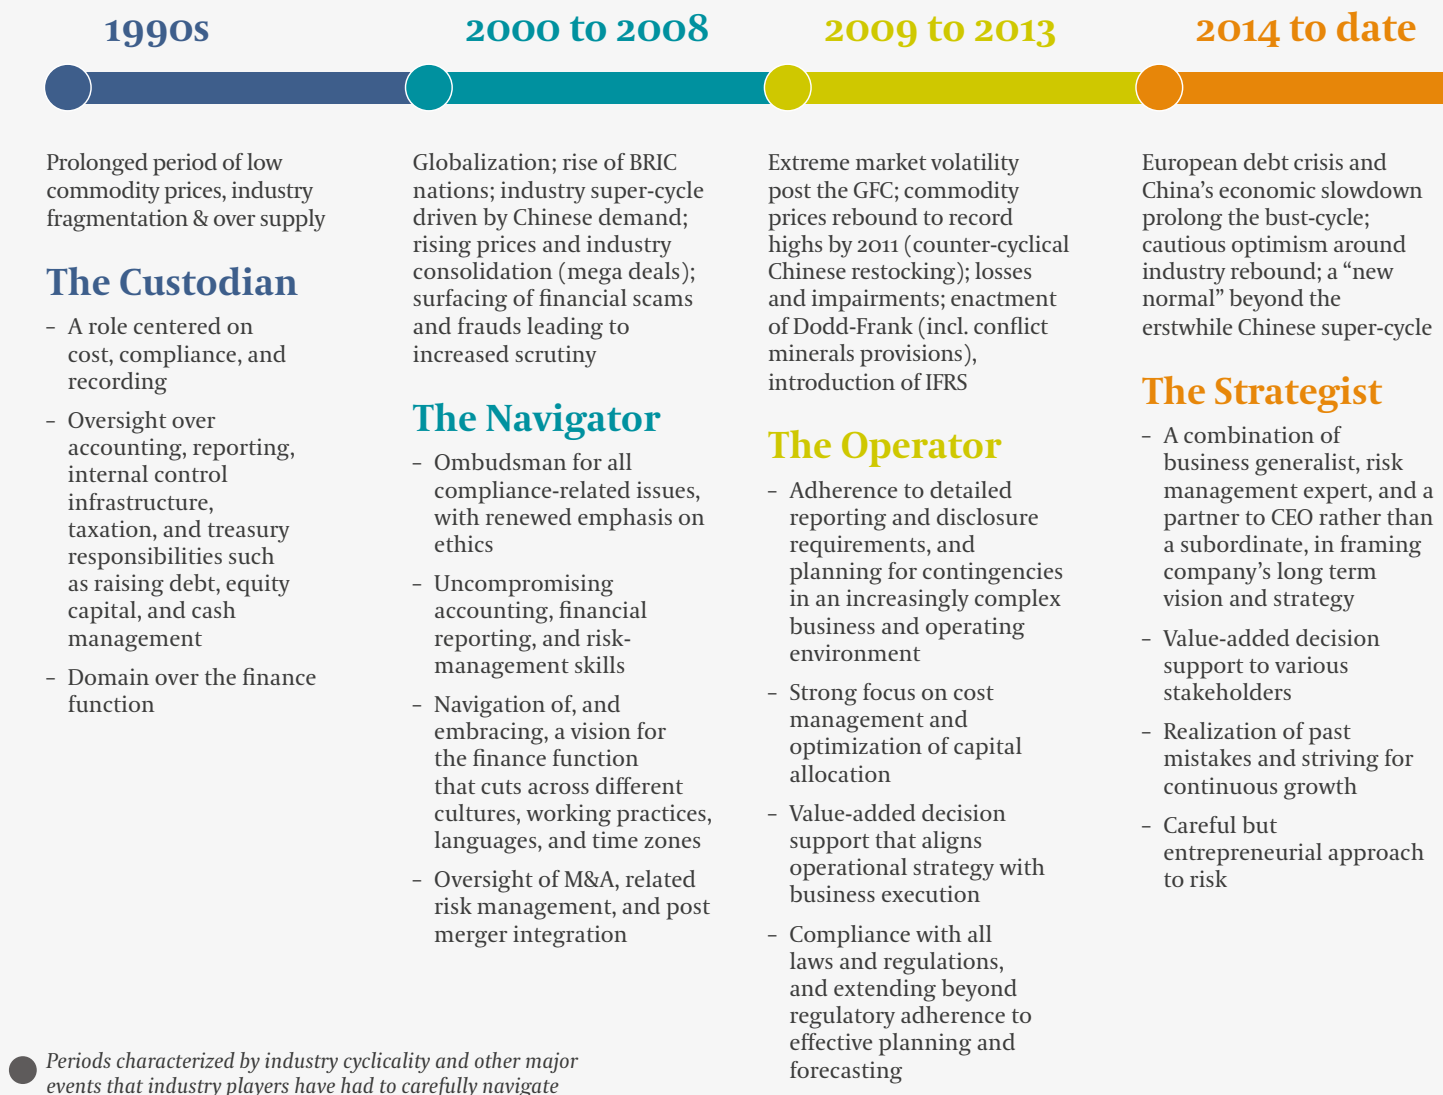 1990s
2000 to 2008
2009 to 2013
2014 to date
Prolonged period of low
commodity prices, industry
fragmentation & over supply
The Custodian
– A role centered on
cost, compliance, and
recording
– Oversight over
accounting, reporting,
internal control
infrastructure,
taxation, and treasury
responsibilities such
as raising debt, equity
capital, and cash
management
– Domain over the finance
function
Globalization; rise of BRIC
nations; industry super-cycle
driven by Chinese demand;
rising prices and industry
consolidation (mega deals);
surfacing of financial scams
and frauds leading to
increased scrutiny
The Navigator
– Ombudsman for all
compliance-related issues,
with renewed emphasis on
ethics
– Uncompromising
accounting, financial
reporting, and risk-
management skills
– Navigation of, and
embracing, a vision for
the finance function
that cuts across different
cultures, working practices,
languages, and time zones
– Oversight of M&A, related
risk management, and post
merger integration
Extreme market volatility
post the GFC; commodity
prices rebound to record
highs by 2011 (counter-cyclical
Chinese restocking); losses
and impairments; enactment
of Dodd-Frank (incl. conflict
minerals provisions),
introduction of IFRS
The Operator
– Adherence to detailed
reporting and disclosure
requirements, and
planning for contingencies
in an increasingly complex
business and operating
environment
– Strong focus on cost
management and
optimization of capital
allocation
– Value-added decision
support that aligns
operational strategy with
business execution
– Compliance with all
laws and regulations,
and extending beyond
regulatory adherence to
effective planning and
forecasting
European debt crisis and
China’s economic slowdown
prolong the bust-cycle;
cautious optimism around
industry rebound; a “new
normal” beyond the
erstwhile Chinese super-cycle
The Strategist
– A combination of
business generalist, risk
management expert, and a
partner to CEO rather than
a subordinate, in framing
company’s long term
vision and strategy
– Value-added decision
support to various
stakeholders
– Realization of past
mistakes and striving for
continuous growth
– Careful but
entrepreneurial approach
to risk
Periods characterized by industry cyclicality and other major
events that industry players have had to carefully navigate